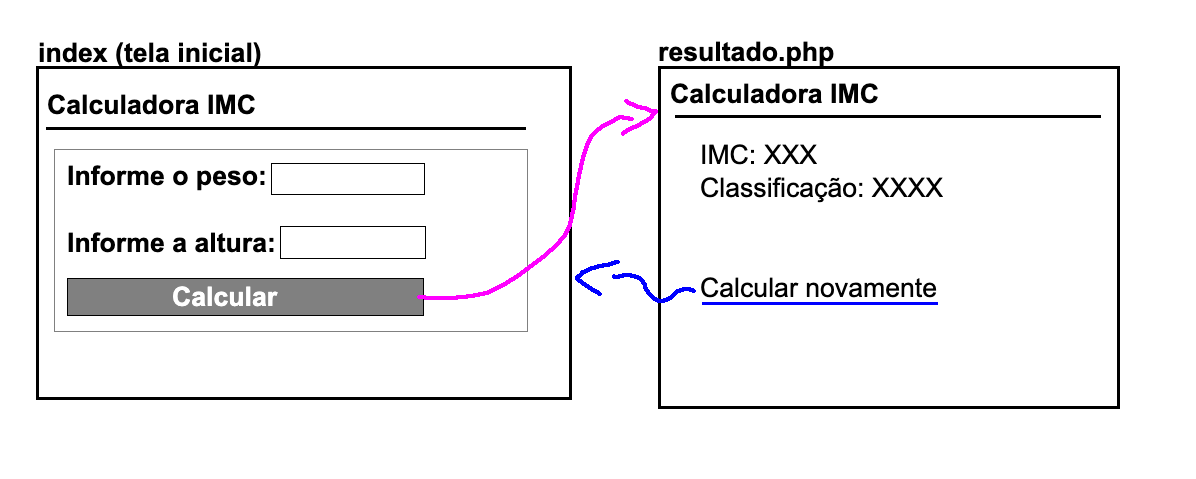 index (tela inicial)
Calculadora IMC
Informe o peso:
Informe a altura:
Calcular
resultado.php
Calculadora IMC
IMC: XXX
Classificação: XXXX
Calcular novamente